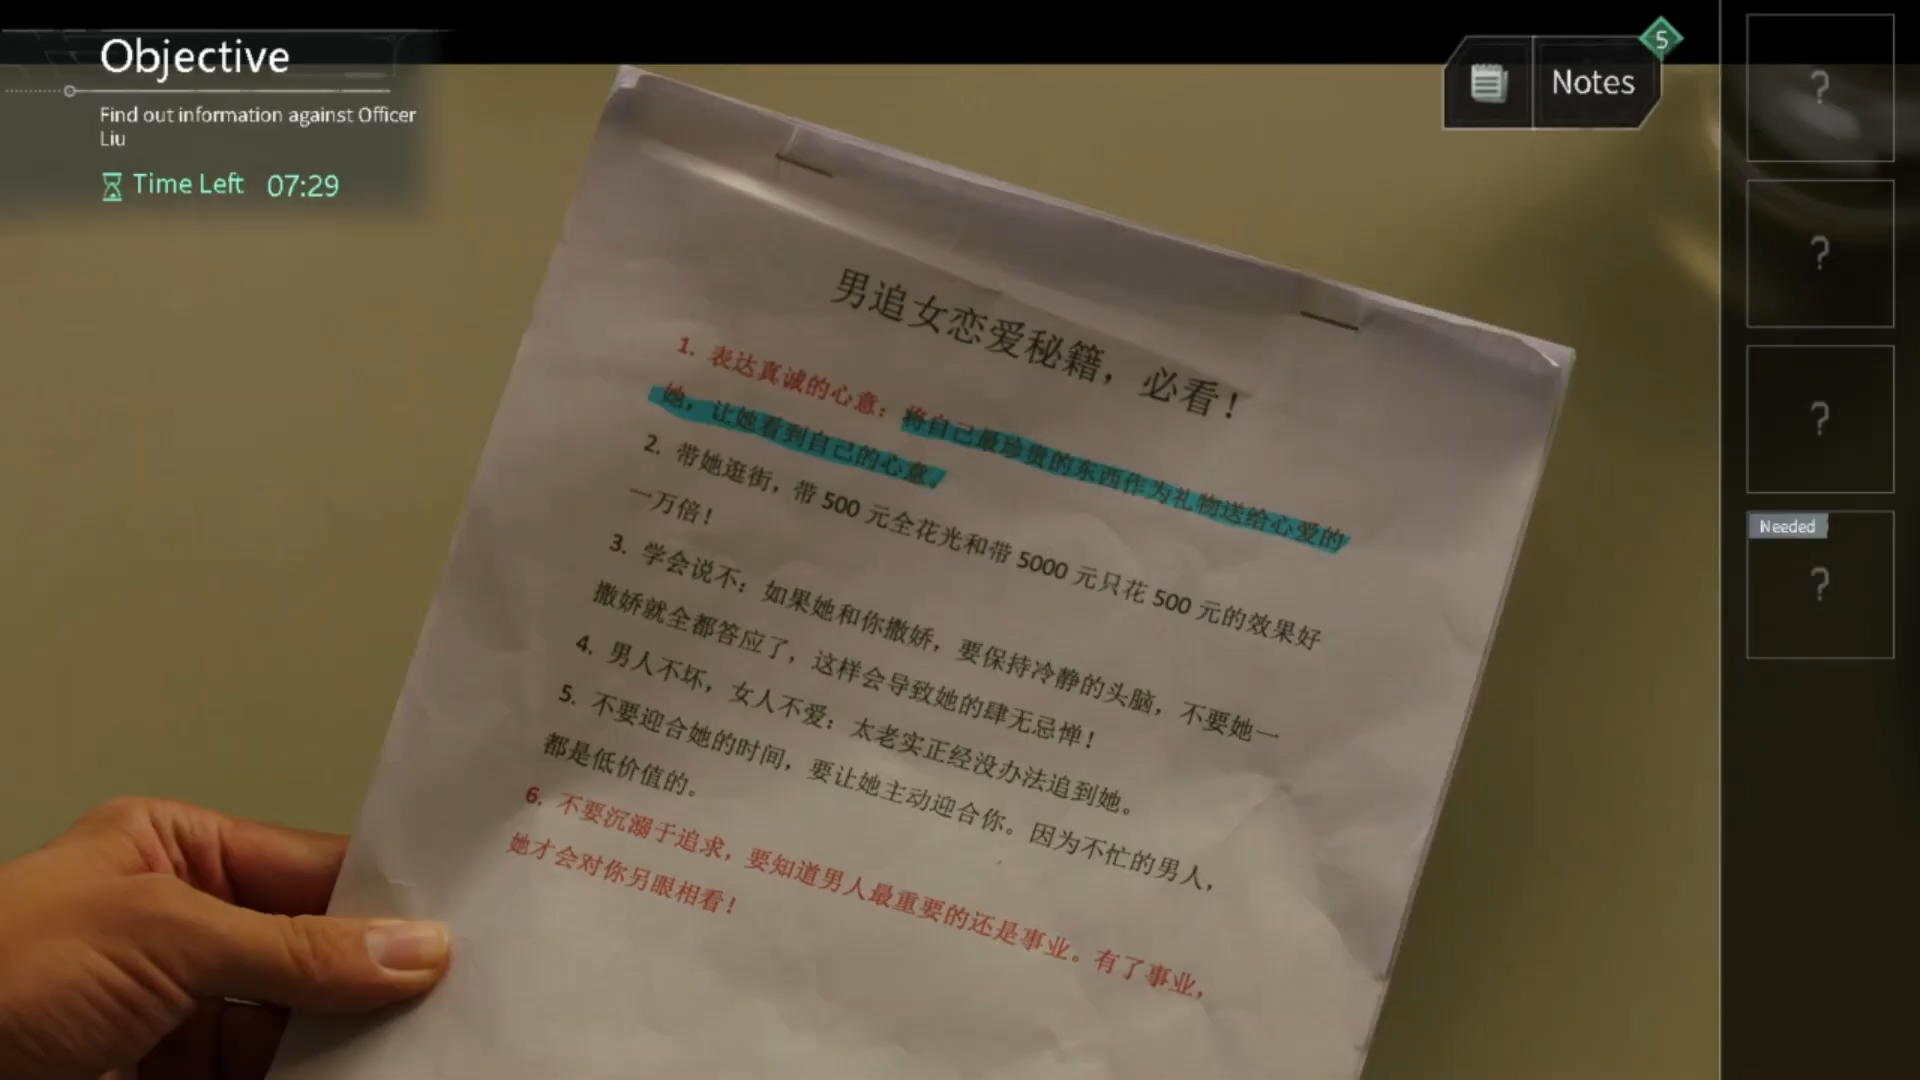 Objective
Find out information against Officer
Liu
Time Left 07:29
5
Notes
?
?
?
Needed
?
男追女恋爱秘籍，必看！
1. 表达真诚的心意：将自己最珍贵的东西作为礼物送给心爱的
她，让她看到自己的心意。
2. 带她逛街，带 500 元全花光和带 5000 元只花 500 元的效果好
一万倍！
3. 学会说不：如果她和你撒娇，要保持冷静的头脑，不要她一
撒娇就全都答应了，这样会导致她的肆无忌惮！
4. 男人不坏，女人不爱：太老实正经没办法追到她。
5. 不要迎合她的时间，要让她主动迎合你。因为不忙的男人，
都是低价值的。
6. 不要沉溺于追求，要知道男人最重要的还是事业。有了事业，
她才会对你另眼相看！